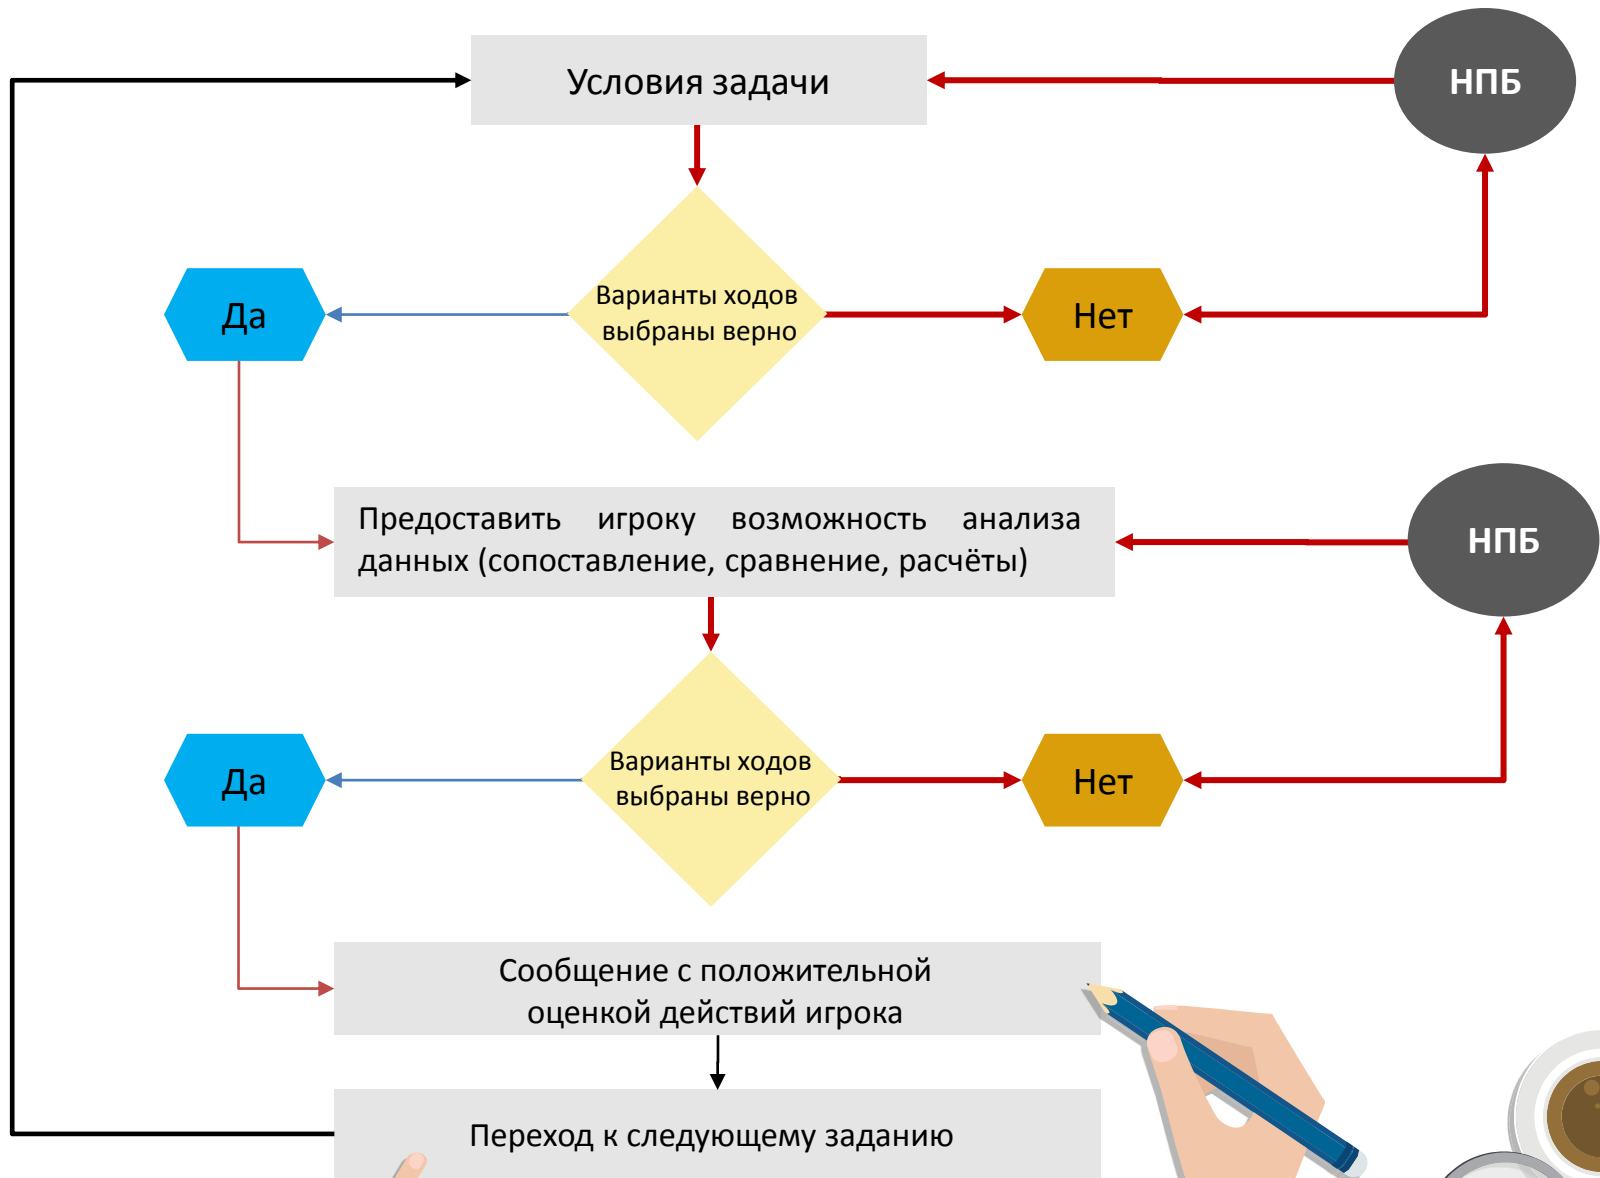 Условия задачи
НПБ
Варианты ходов
выбраны верно
Да
Нет
Предоставить игроку возможность анализа
данных (сопоставление, сравнение, расчёты)
НПБ
Варианты ходов
выбраны верно
Да
Нет
Сообщение с положительной
оценкой действий игрока
Переход к следующему заданию